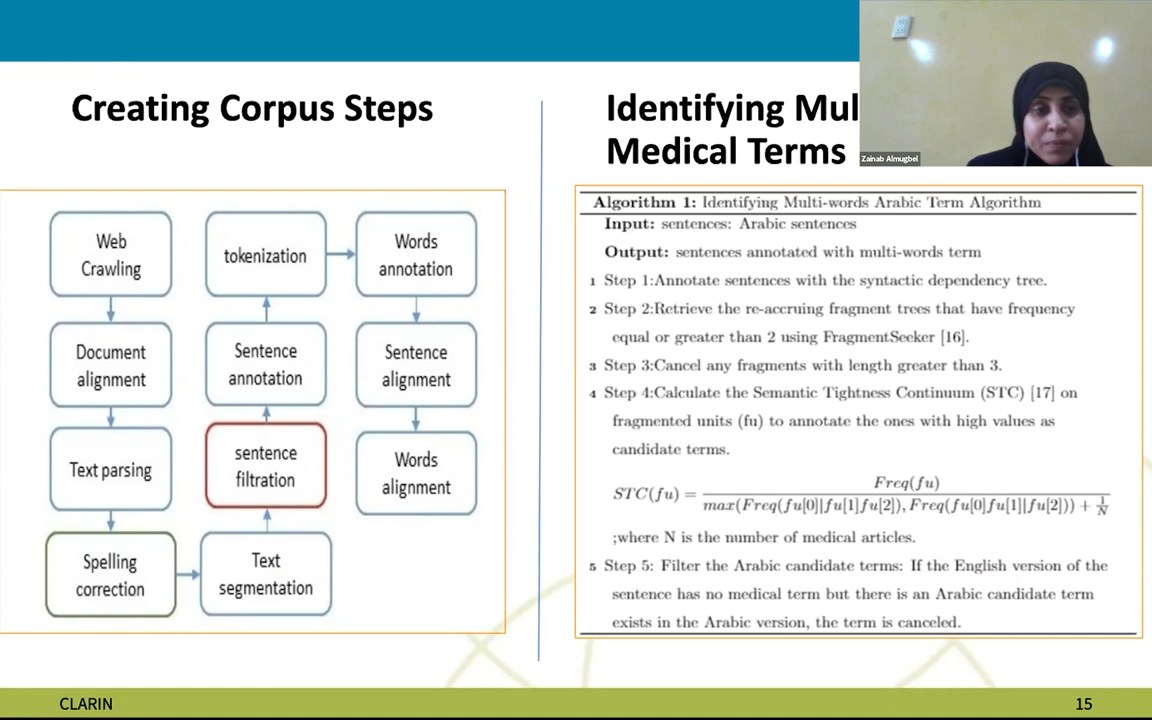 Creating Corpus Steps
Web
Crawling
Document
alignment
Text parsing
Spelling
correction
Text
segmentation
sentence
filtration
Sentence
annotation
tokenization
Words
annotation
Sentence
alignment
Words
alignment
Identifying Mul
Medical Terms
Zainab Almugbel
Algorithm 1: Identifying Multi-words Arabic Term Algorithm
Input: sentences: Arabic sentences
Output: sentences annotated with multi-words term
1 Step 1:Annotate sentences with the syntactic dependency tree.
2 Step 2:Retrieve the re-accruing fragment trees that have frequency
equal or greater than 2 using FragmentSeeker [16].
3 Step 3:Cancel any fragments with length greater than 3.
4 Step 4:Calculate the Semantic Tightness Continuum (STC) [17] on
fragmented units (fu) to annotate the ones with high values as
candidate terms.
STC(fu) = Freq(fu) / max(Freq(fu[0]|fu[1]fu[2]), Freq(fu[0]fu[1]|fu[2])) + 1/N
;where N is the number of medical articles.
5 Step 5: Filter the Arabic candidate terms: If the English version of the
sentence has no medical term but there is an Arabic candidate term
exists in the Arabic version, the term is canceled.
CLARIN
15